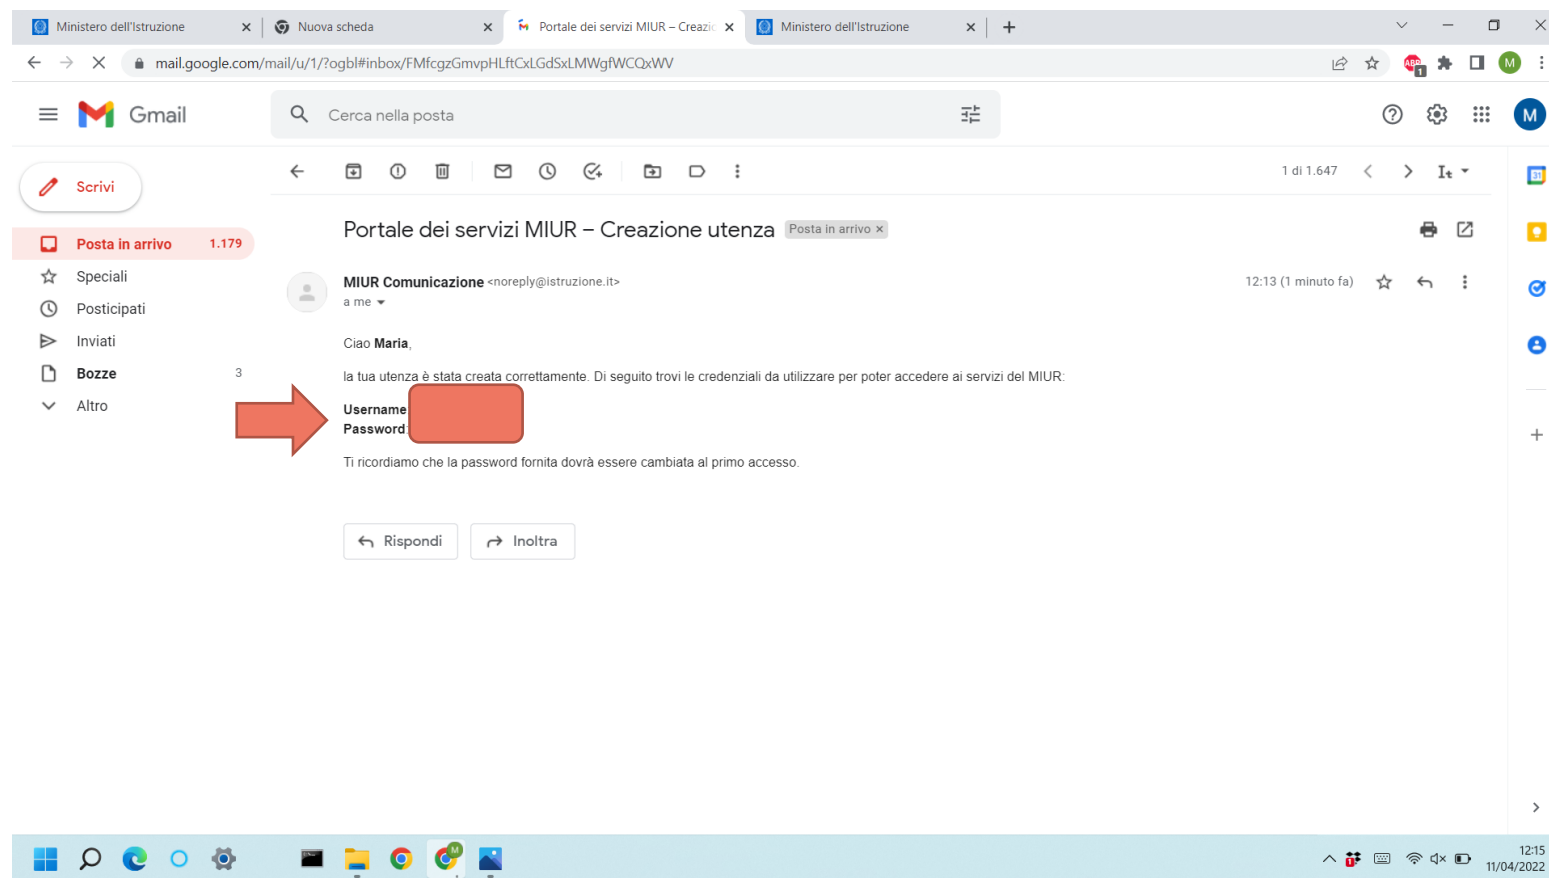 Ministero dell'Istruzione
Nuova scheda
Portale dei servizi MIUR – Creazio
Ministero dell'Istruzione
mail.google.com/mail/u/1/?ogbl#inbox/FMfcgzGmvpHLftCxLGdSxLMWgfWCQxWV
ABP
1
M
Gmail
Cerca nella posta
M
Scrivi
1 di 1.647
31
Posta in arrivo 1.179
Speciali
Posticipati
Inviati
Bozze 3
Altro
Portale dei servizi MIUR – Creazione utenza Posta in arrivo ×
MIUR Comunicazione <noreply@istruzione.it>
12:13 (1 minuto fa)
a me
Ciao Maria,
la tua utenza è stata creata correttamente. Di seguito trovi le credenziali da utilizzare per poter accedere ai servizi del MIUR:
Username
Password:
Ti ricordiamo che la password fornita dovrà essere cambiata al primo accesso.
Rispondi
Inoltra
M
12:15
11/04/2022